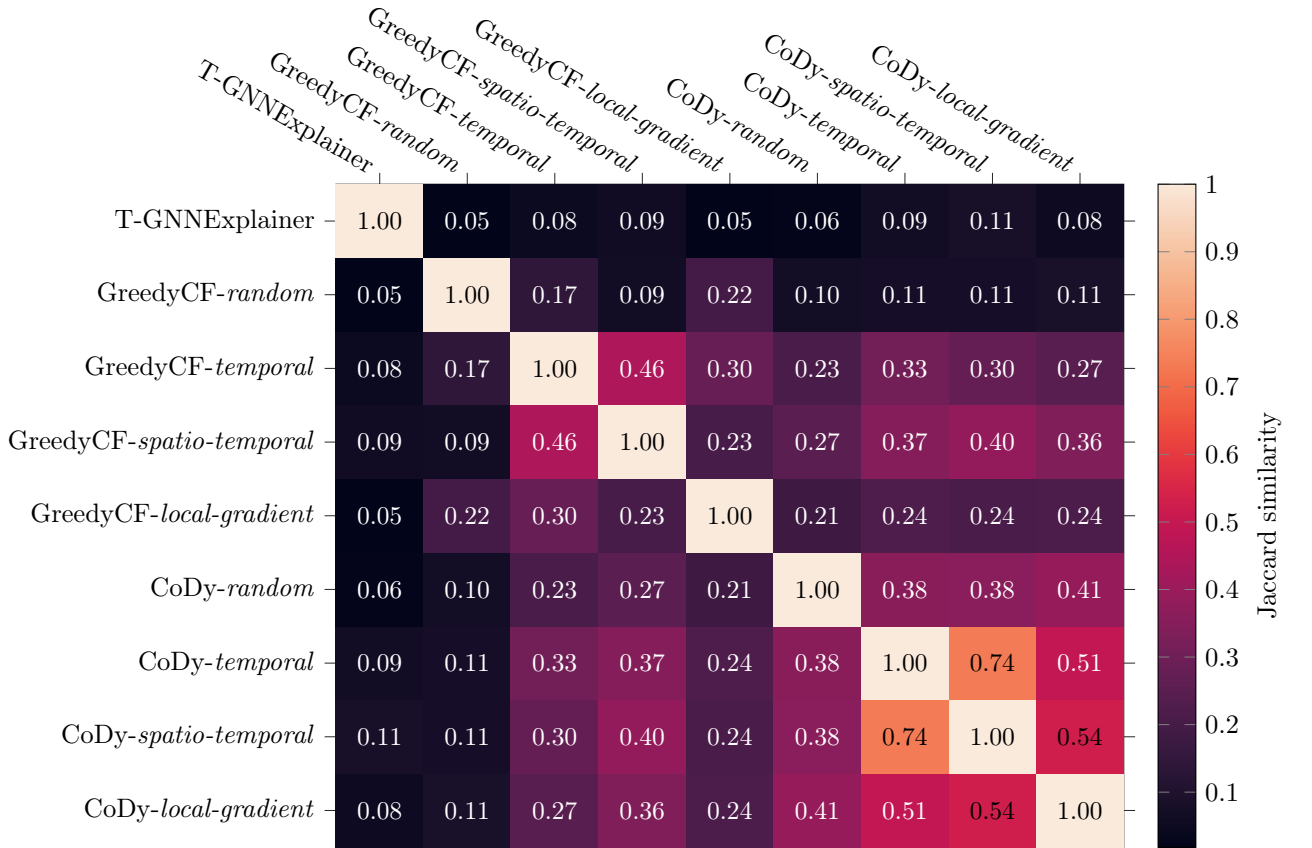 T-GNNExplainer
GreedyCF-random
GreedyCF-temporal
GreedyCF-spatio-temporal
GreedyCF-local-gradient
CoDy-random
CoDy-temporal
CoDy-spatio-temporal
CoDy-local-gradient
T-GNNExplainer 1.00 0.05 0.08 0.09 0.05 0.06 0.09 0.11 0.08
GreedyCF-random 0.05 1.00 0.17 0.09 0.22 0.10 0.11 0.11 0.11
GreedyCF-temporal 0.08 0.17 1.00 0.46 0.30 0.23 0.33 0.30 0.27
GreedyCF-spatio-temporal 0.09 0.09 0.46 1.00 0.23 0.27 0.37 0.40 0.36
GreedyCF-local-gradient 0.05 0.22 0.30 0.23 1.00 0.21 0.24 0.24 0.24
CoDy-random 0.06 0.10 0.23 0.27 0.21 1.00 0.38 0.38 0.41
CoDy-temporal 0.09 0.11 0.33 0.37 0.24 0.38 1.00 0.74 0.51
CoDy-spatio-temporal 0.11 0.11 0.30 0.40 0.24 0.38 0.74 1.00 0.54
CoDy-local-gradient 0.08 0.11 0.27 0.36 0.24 0.41 0.51 0.54 1.00
1
0.9
0.8
0.7
0.6
0.5
0.4
0.3
0.2
0.1
Jaccard similarity